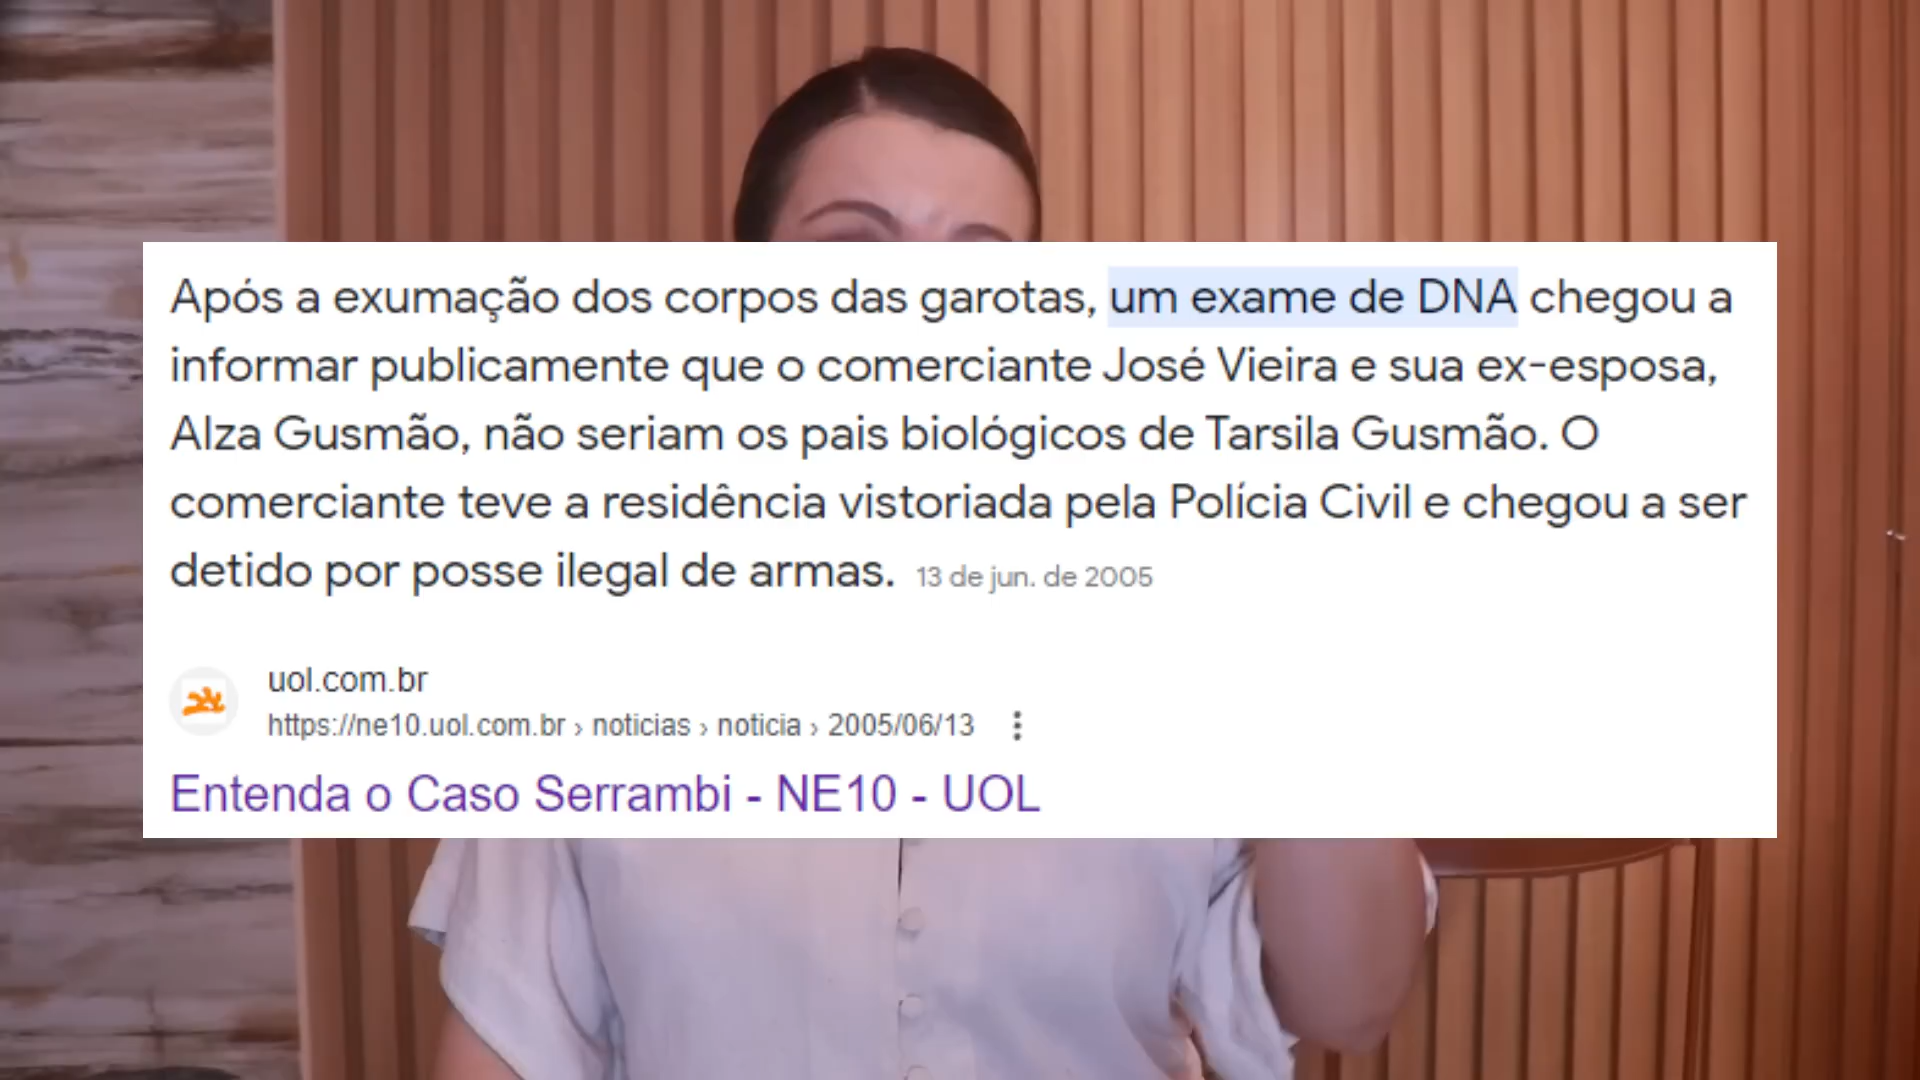 Após a exumação dos corpos das garotas, um exame de DNA chegou a
informar publicamente que o comerciante José Vieira e sua ex-esposa,
Alza Gusmão, não seriam os pais biológicos de Tarsila Gusmão. O
comerciante teve a residência vistoriada pela Polícia Civil e chegou a ser
detido por posse ilegal de armas. 13 de jun. de 2005
uol.com.br
https://ne10.uol.com.br › noticias › noticia › 2005/06/13
Entenda o Caso Serrambi - NE10 - UOL